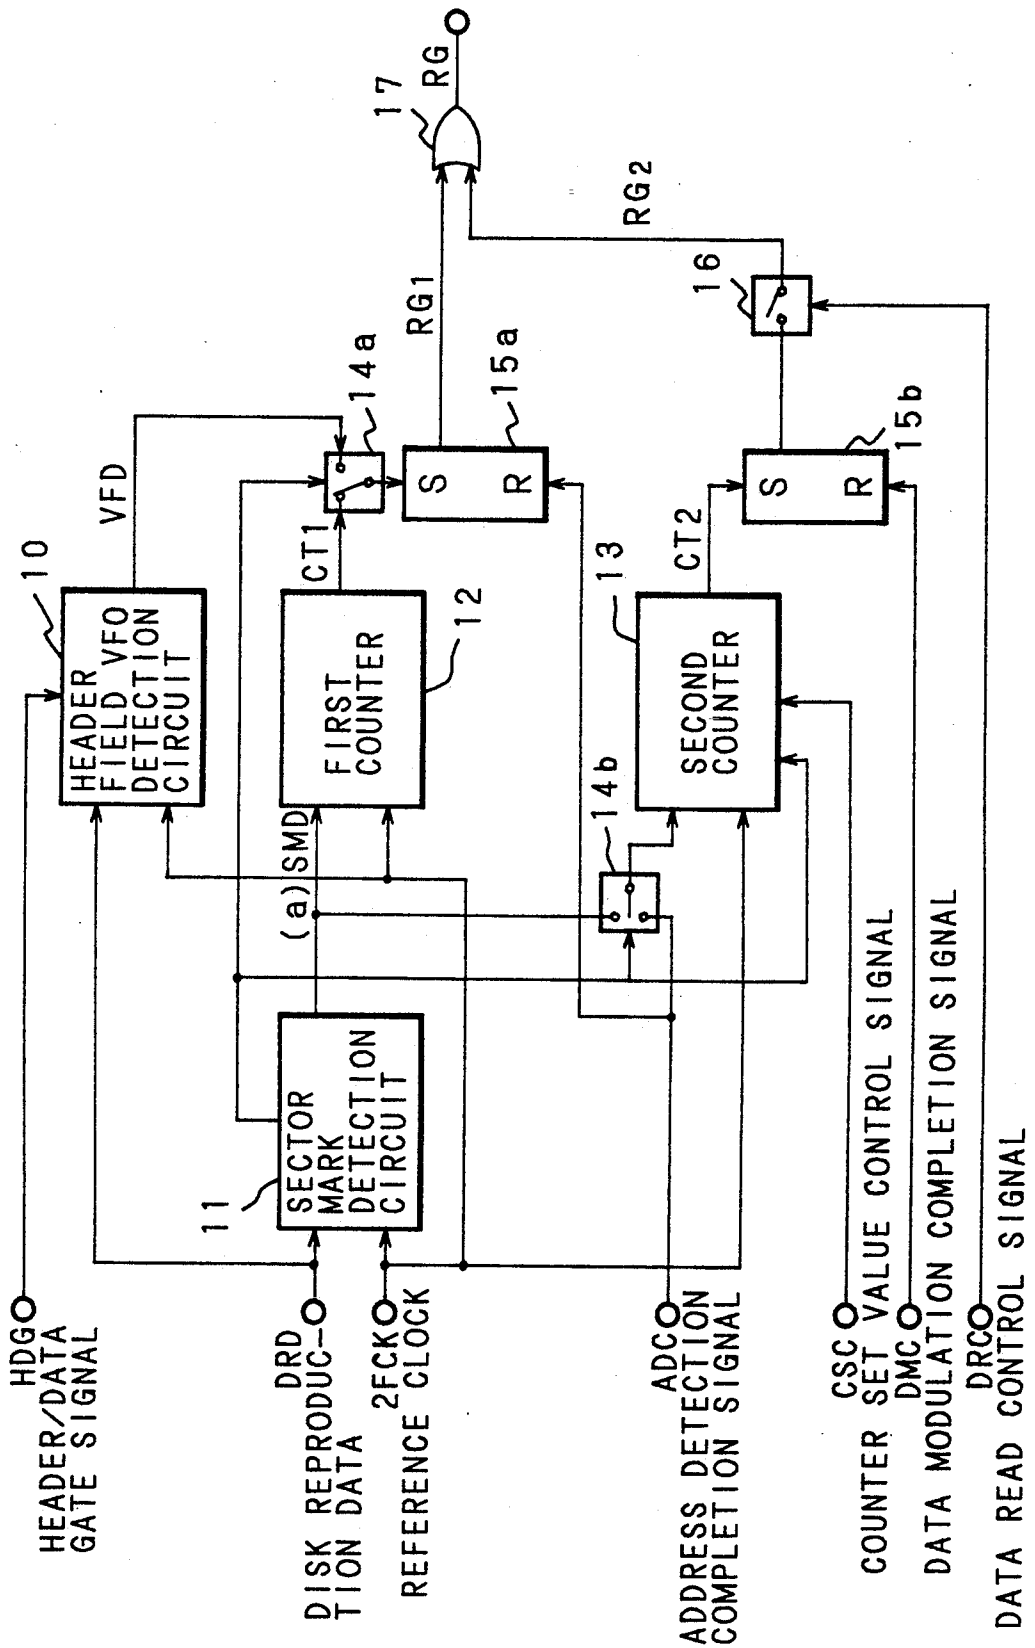 HDG
HEADER/DATA
GATE SIGNAL
DRD
DISK REPRODUC-
TION DATA
2FCK
REFERENCE CLOCK
ADC
ADDRESS DETECTION
COMPLETION SIGNAL
CSC
COUNTER SET VALUE CONTROL SIGNAL
DMC
DATA MODULATION COMPLETION SIGNAL
DRC
DATA READ CONTROL SIGNAL
11
SECTOR
MARK
DETECTION
CIRCUIT
10
HEADER
FIELD VFO
DETECTION
CIRCUIT
(a) SMD
FIRST
COUNTER
12
14b
13
SECOND
COUNTER
VFD
CT1
CT2
14a
S
R
15a
S
R
15b
RG1
16
RG2
17
RG